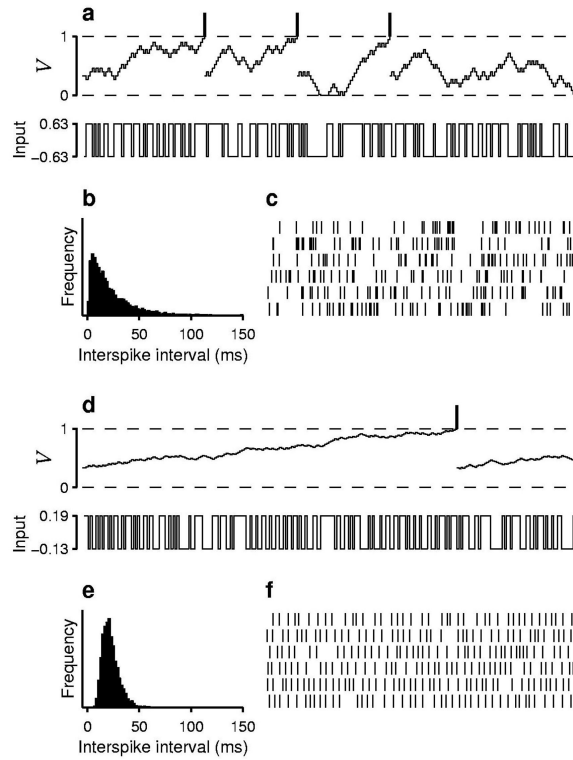 a
1
V
0
0.63
Input
−0.63
b
Frequency
0 50 100 150
Interspike interval (ms)
c
d
1
V
0
0.19
Input
−0.13
e
Frequency
0 50 100 150
Interspike interval (ms)
f